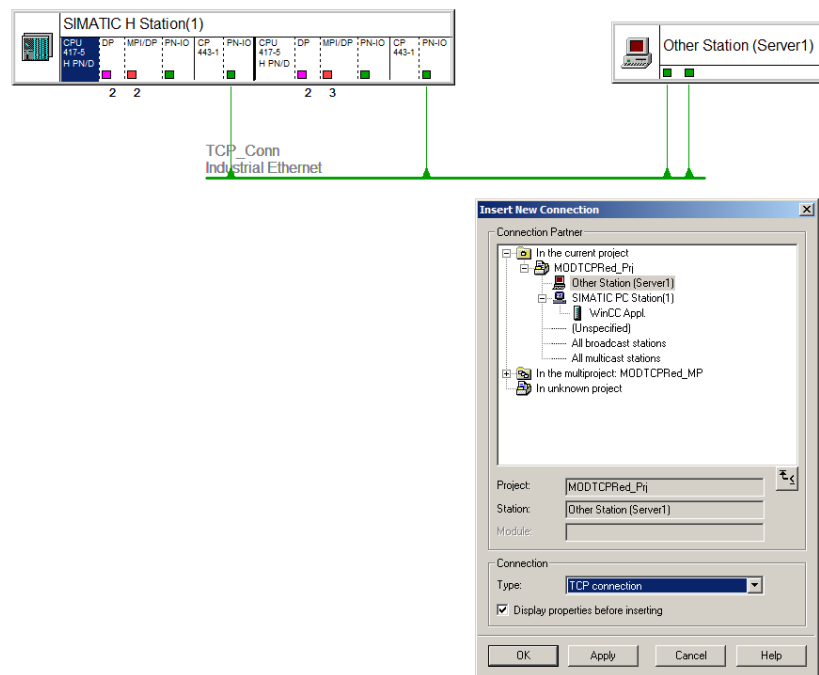 SIMATIC H Station(1)
CPU 417-5 H PN/D
DP
MPI/DP
PN-IO
CP 443-1
PN-IO
CPU 417-5 H PN/D
DP
MPI/DP
PN-IO
CP 443-1
PN-IO
2 2 2 3
Other Station (Server1)
TCP_Conn
Industrial Ethernet
Insert New Connection
Connection Partner
In the current project
MODTCPRed_Prj
Other Station (Server1)
SIMATIC PC Station(1)
WinCC Appl.
(Unspecified)
All broadcast stations
All multicast stations
In the multiproject: MODTCPRed_MP
In unknown project
Project: MODTCPRed_Prj
Station: Other Station (Server1)
Module:
Connection
Type: TCP connection
Display properties before inserting
OK Apply Cancel Help